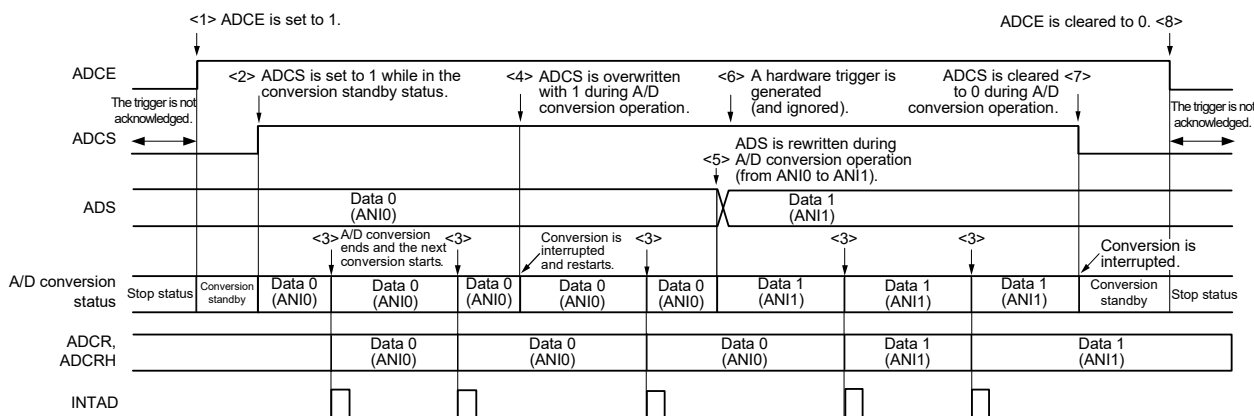 <1> ADCE is set to 1.
ADCE is cleared to 0. <8>
ADCE
<2> ADCS is set to 1 while in the
conversion standby status.
<4> ADCS is overwritten
with 1 during A/D
conversion operation.
<6> A hardware trigger is
generated
(and ignored).
ADCS is cleared <7>
to 0 during A/D
conversion operation.
The trigger is not
acknowledged.
The trigger is not
acknowledged.
ADCS
<5> ADS is rewritten during
A/D conversion operation
(from ANI0 to ANI1).
ADS
Data 0
(ANI0)
Data 1
(ANI1)
<3> A/D conversion
ends and the next
conversion starts.
<3>
Conversion is
interrupted
and restarts.
<3>
<3>
<3>
Conversion is
interrupted.
A/D conversion
status
Stop status
Conversion
standby
Data 0
(ANI0)
Data 0
(ANI0)
Data 0
(ANI0)
Data 0
(ANI0)
Data 0
(ANI0)
Data 1
(ANI1)
Data 1
(ANI1)
Data 1
(ANI1)
Conversion
standby
Stop status
ADCR,
ADCRH
Data 0
(ANI0)
Data 0
(ANI0)
Data 0
(ANI0)
Data 1
(ANI1)
Data 1
(ANI1)
INTAD